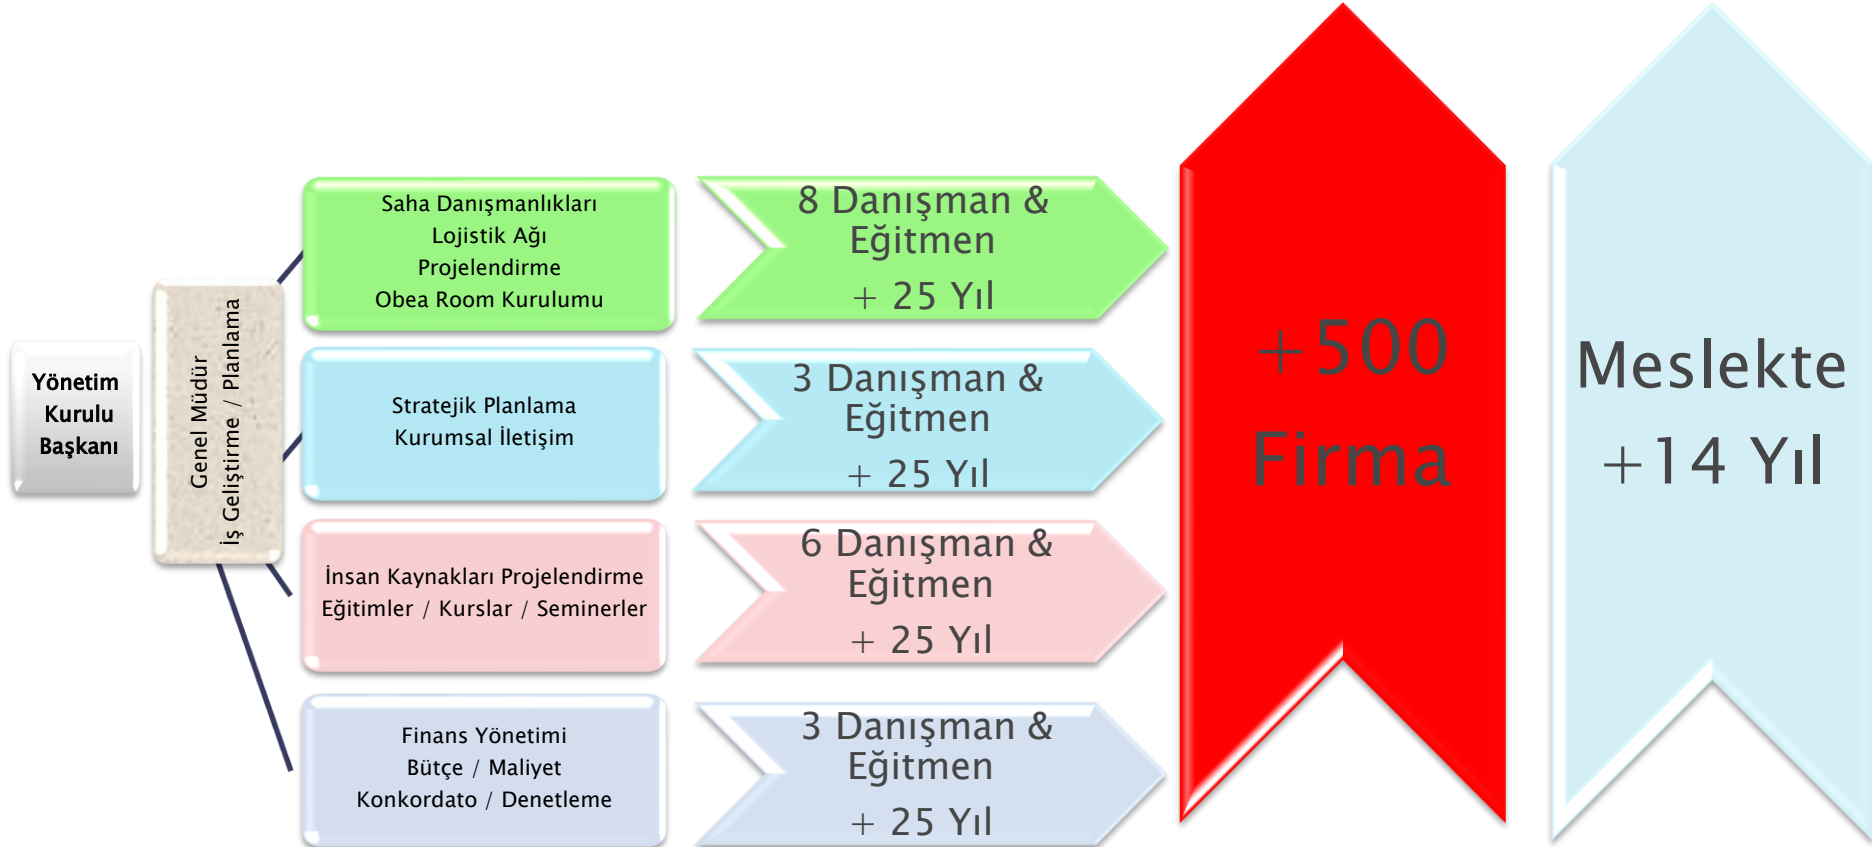 Yönetim
Kurulu
Başkanı
Genel Müdür
İş Geliştirme / Planlama
Saha Danışmanlıkları
Lojistik Ağı
Projelendirme
Obea Room Kurulumu
8 Danışman &
Eğitmen
+ 25 Yıl
Stratejik Planlama
Kurumsal İletişim
3 Danışman &
Eğitmen
+ 25 Yıl
İnsan Kaynakları Projelendirme
Eğitimler / Kurslar / Seminerler
6 Danışman &
Eğitmen
+ 25 Yıl
Finans Yönetimi
Bütçe / Maliyet
Konkordato / Denetleme
3 Danışman &
Eğitmen
+ 25 Yıl
+500
Firma
Meslekte
+14 Yıl